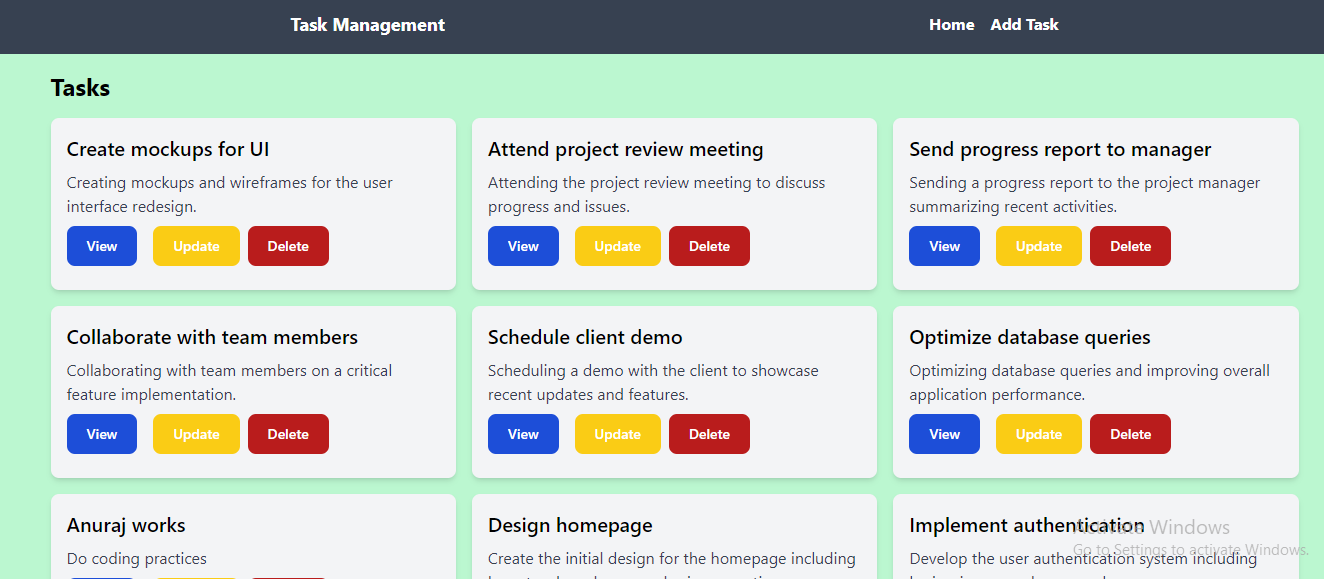 Task Management
Home Add Task
Tasks
Create mockups for UI
Creating mockups and wireframes for the user
interface redesign.
View Update Delete
Attend project review meeting
Attending the project review meeting to discuss
progress and issues.
View Update Delete
Send progress report to manager
Sending a progress report to the project manager
summarizing recent activities.
View Update Delete
Collaborate with team members
Collaborating with team members on a critical
feature implementation.
View Update Delete
Schedule client demo
Scheduling a demo with the client to showcase
recent updates and features.
View Update Delete
Optimize database queries
Optimizing database queries and improving overall
application performance.
View Update Delete
Anuraj works
Do coding practices
Design homepage
Create the initial design for the homepage including
Implement authentication
Develop the user authentication system including
Activate Windows
Go to Settings to activate Windows.